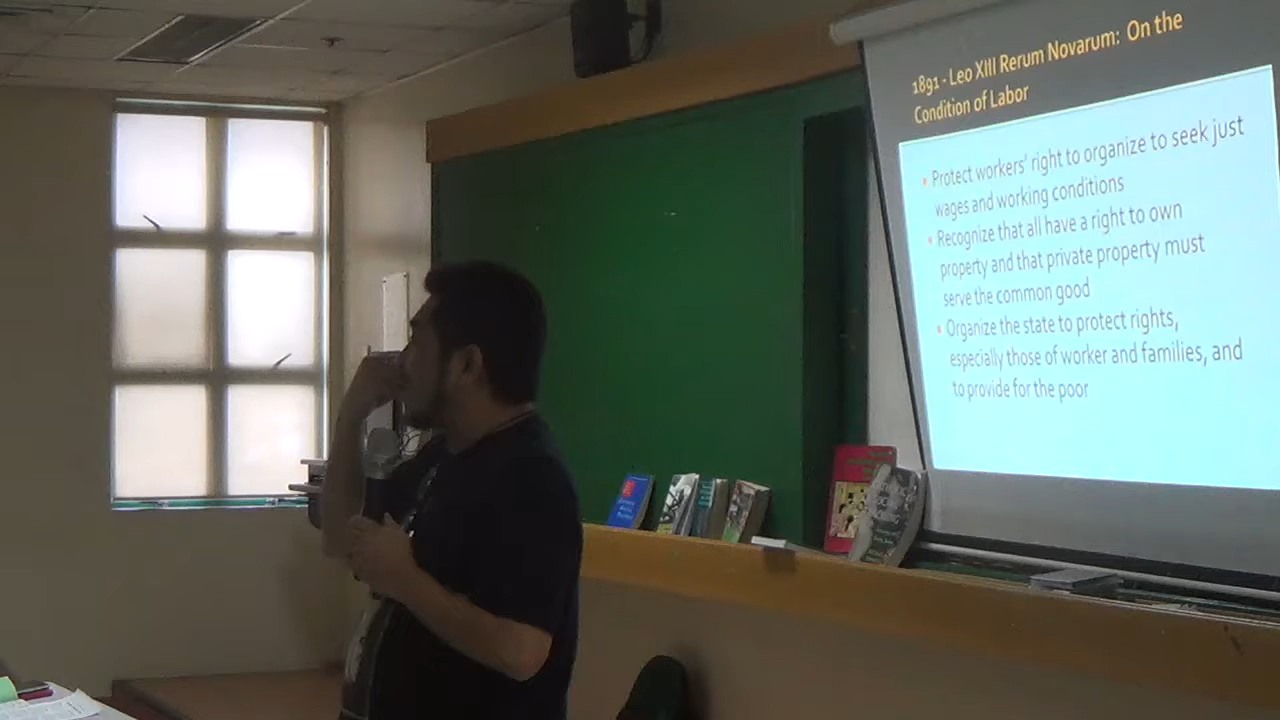 1891 - Leo XIII Rerum Novarum: On the
Condition of Labor
• Protect workers' right to organize to seek just
wages and working conditions
• Recognize that all have a right to own
property and that private property must
serve the common good
• Organize the state to protect rights,
especially those of worker and families, and
to provide for the poor